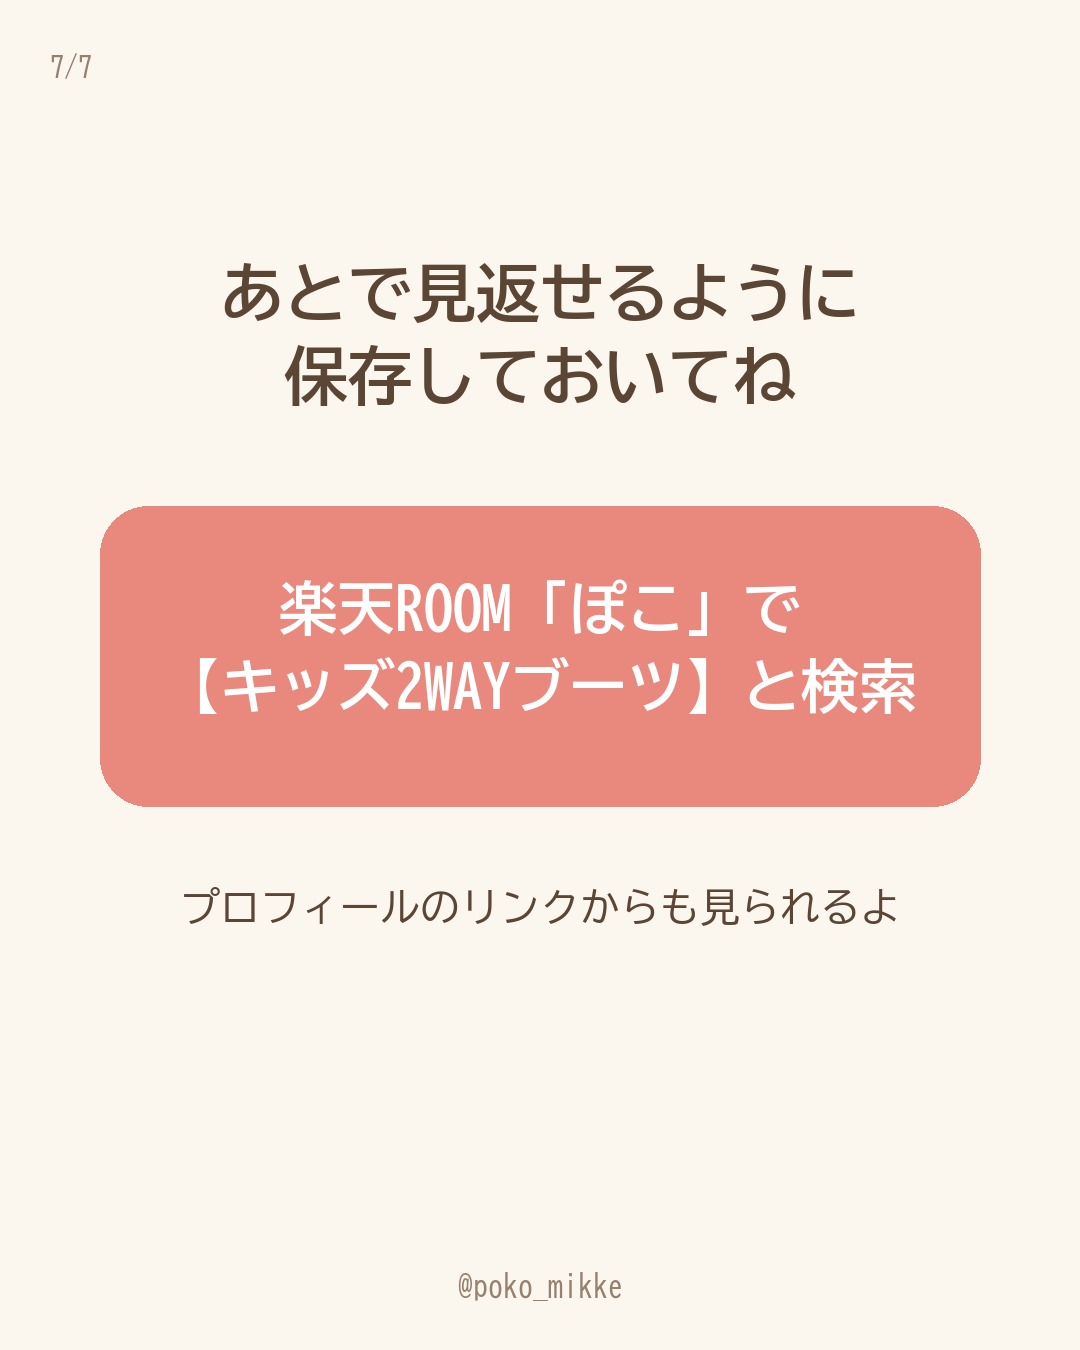 7/7
あとで見返せるように
保存しておいてね
楽天ROOM「ぽこ」で
【キッズ2WAYブーツ】と検索
プロフィールのリンクからも見られるよ
@poko_mikke